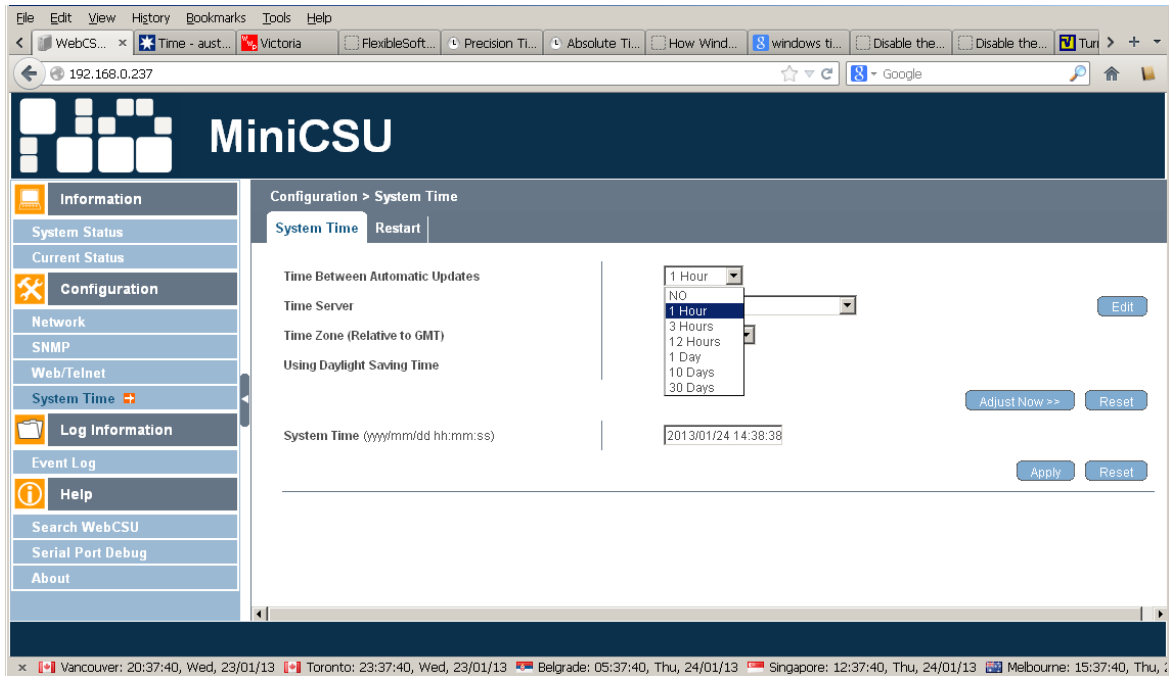 File Edit View History Bookmarks Tools Help
WebCS... × Time - aust... Victoria FlexibleSoft... Precision Ti... Absolute Ti... How Wind... windows ti... Disable the... Disable the... Turn
192.168.0.237 Google
MiniCSU
Information
System Status
Current Status
Configuration
Network
SNMP
Web/Telnet
System Time
Log Information
Event Log
Help
Search WebCSU
Serial Port Debug
About
Configuration > System Time
System Time Restart
Time Between Automatic Updates 1 Hour
NO
1 Hour
3 Hours
12 Hours
1 Day
10 Days
30 Days
Time Server Edit
Time Zone (Relative to GMT)
Using Daylight Saving Time
Adjust Now >> Reset
System Time (yyyy/mm/dd hh:mm:ss) 2013/01/24 14:38:38
Apply Reset
× Vancouver: 20:37:40, Wed, 23/01/13 Toronto: 23:37:40, Wed, 23/01/13 Belgrade: 05:37:40, Thu, 24/01/13 Singapore: 12:37:40, Thu, 24/01/13 Melbourne: 15:37:40, Thu,